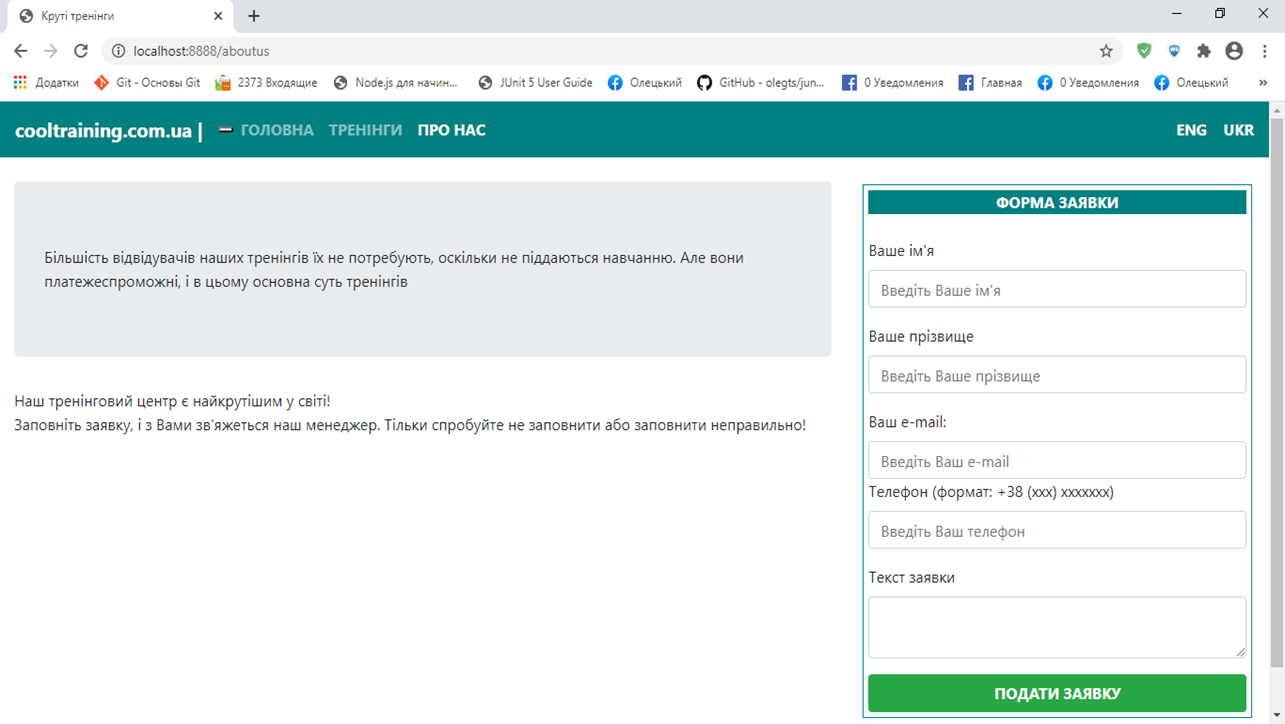 Круті тренінги
localhost:8888/aboutus
Додатки Git - Основы Git 2373 Входящие Node.js для начин... JUnit 5 User Guide Олецький GitHub - olegts/jun... 0 Уведомления Главная 0 Уведомления Олецький »
cooltraining.com.ua | ГОЛОВНА ТРЕНІНГИ ПРО НАС ENG UKR
Більшість відвідувачів наших тренінгів їх не потребують, оскільки не піддаються навчанню. Але вони
платежеспроможні, і в цьому основна суть тренінгів
Наш тренінговий центр є найкрутішим у світі!
Заповніть заявку, і з Вами зв'яжеться наш менеджер. Тільки спробуйте не заповнити або заповнити неправильно!
ФОРМА ЗАЯВКИ
Ваше ім'я
Введіть Ваше ім'я
Ваше прізвище
Введіть Ваше прізвище
Ваш e-mail:
Введіть Ваш e-mail
Телефон (формат: +38 (xxx) xxxxxxx)
Введіть Ваш телефон
Текст заявки
ПОДАТИ ЗАЯВКУ